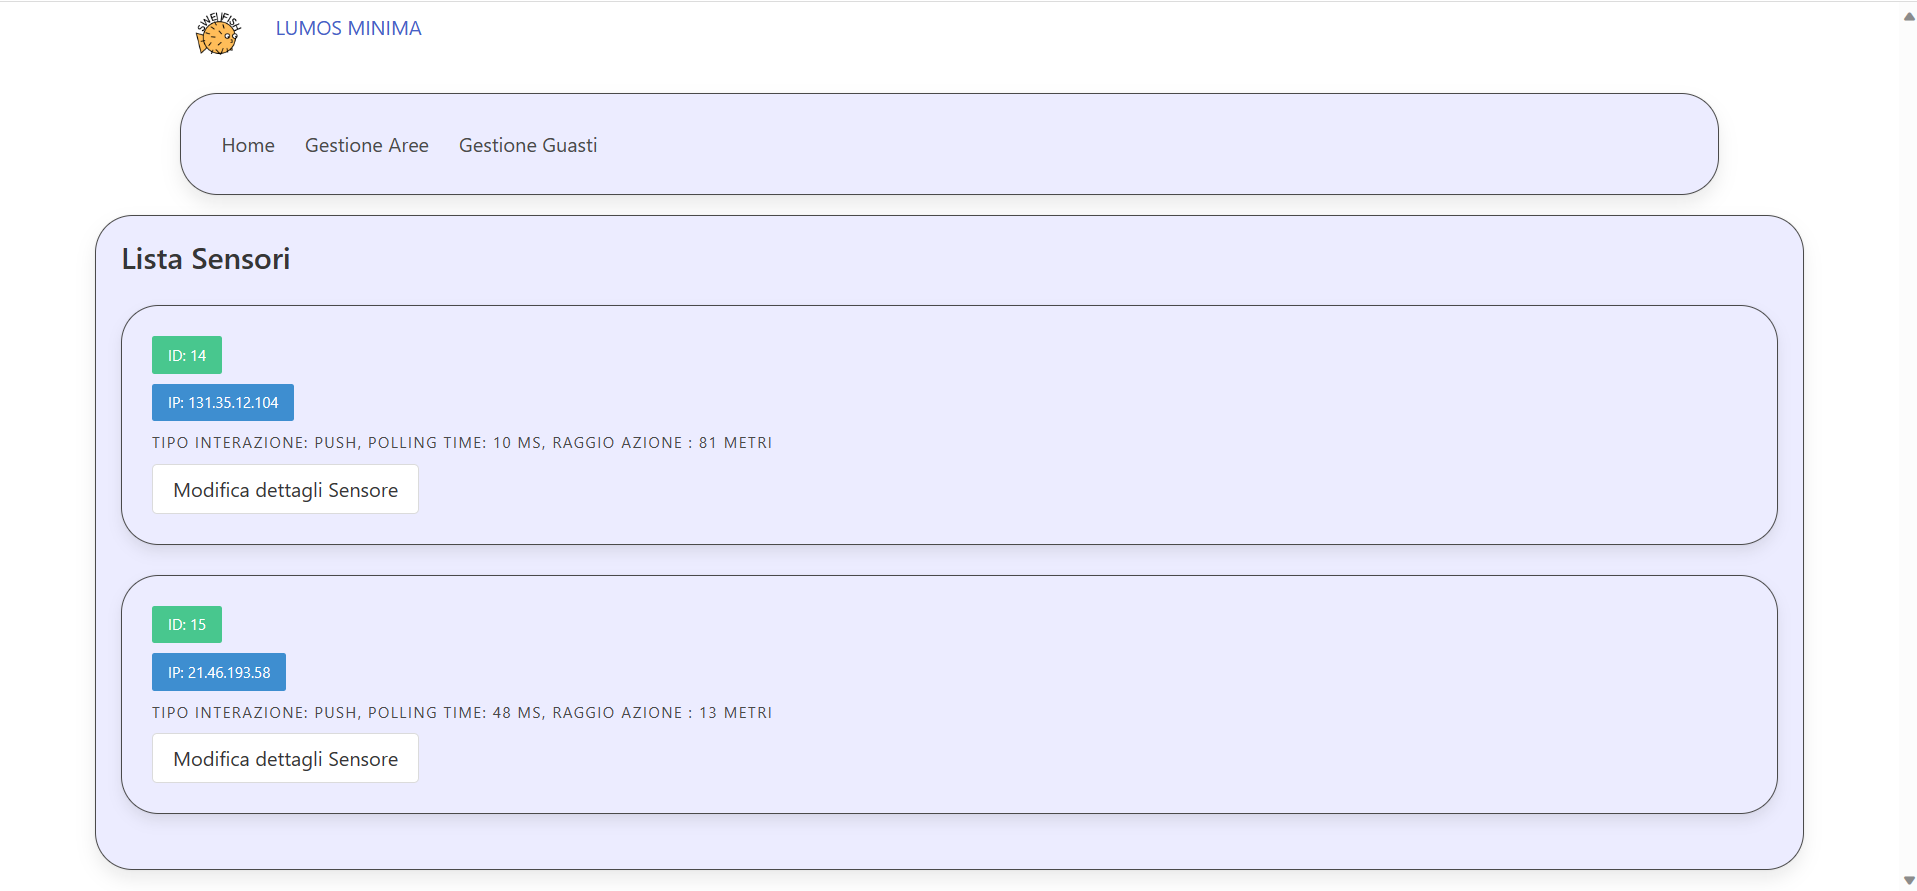 SWE//FISH
LUMOS MINIMA
Home Gestione Aree Gestione Guasti
Lista Sensori
ID: 14
IP: 131.35.12.104
TIPO INTERAZIONE: PUSH, POLLING TIME: 10 MS, RAGGIO AZIONE : 81 METRI
Modifica dettagli Sensore
ID: 15
IP: 21.46.193.58
TIPO INTERAZIONE: PUSH, POLLING TIME: 48 MS, RAGGIO AZIONE : 13 METRI
Modifica dettagli Sensore